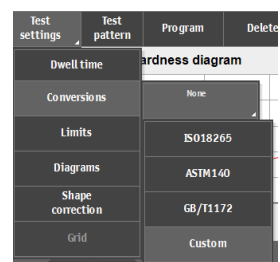 Test Test Program Delete
settings pattern
ardness diagram
Dwell time
Conversions None
Limits ISO18265
Diagrams ASTM140
Shape
correction GB/T1172
Grid Custom